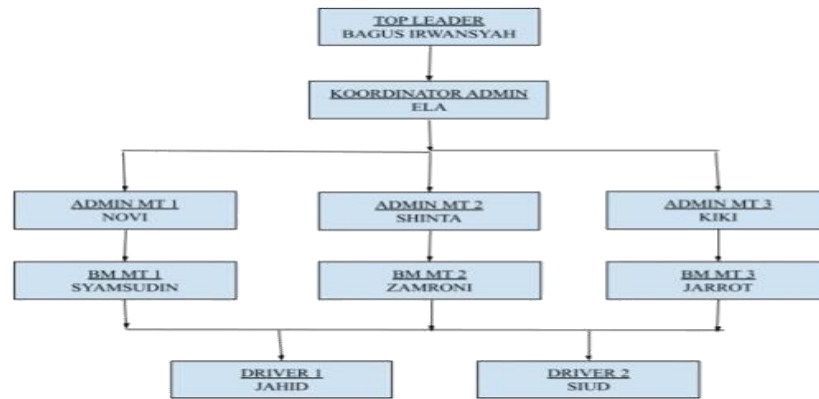 TOP LEADER
BAGUS IRWANSYAH
KOORDINATOR ADMIN
ELA
ADMIN MT 1
NOVI
ADMIN MT 2
SHINTA
ADMIN MT 3
KIKI
BM MT 1
SYAMSUDIN
BM MT 2
ZAMRONI
BM MT 3
JARROT
DRIVER 1
JAHID
DRIVER 2
SIUD